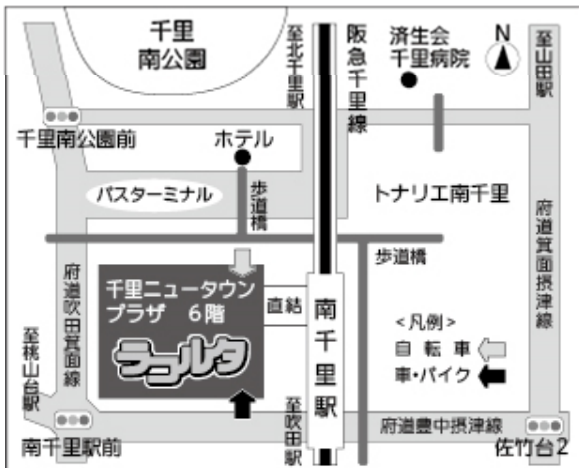 千里
南公園
至北千里駅
阪急千里線
済生会
千里病院
N
至山田駅
千里南公園前
ホテル
バスターミナル
歩道橋
トナリエ南千里
府道箕面摂津線
歩道橋
府道吹田箕面線
千里ニュータウン
プラザ 6階
ラコルタ
直結
南千里駅
<凡例>
自転車
車・バイク
至桃山台駅
至吹田駅
南千里駅前
府道豊中摂津線
佐竹台2